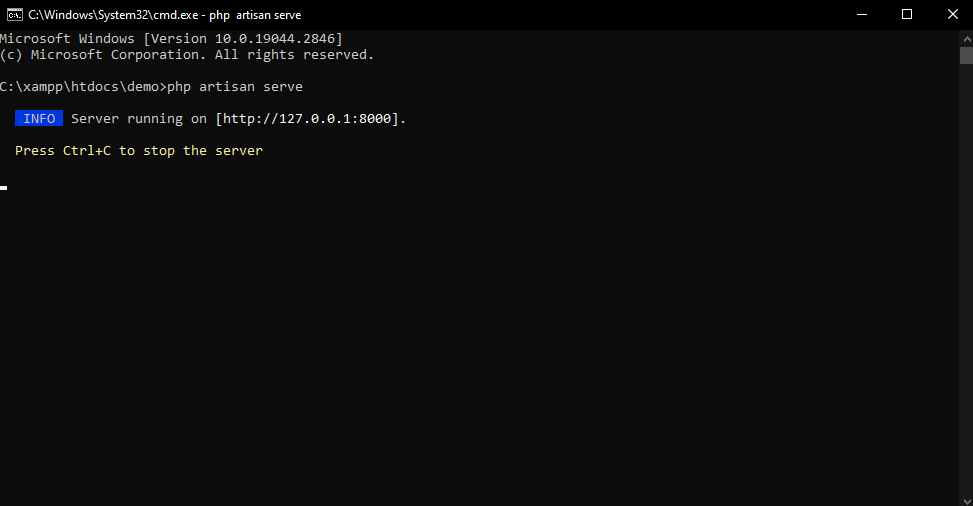 C:\Windows\System32\cmd.exe - php  artisan serve
Microsoft Windows [Version 10.0.19044.2846]
(c) Microsoft Corporation. All rights reserved.
C:\xampp\htdocs\demo>php artisan serve
INFO  Server running on [http://127.0.0.1:8000].
Press Ctrl+C to stop the server